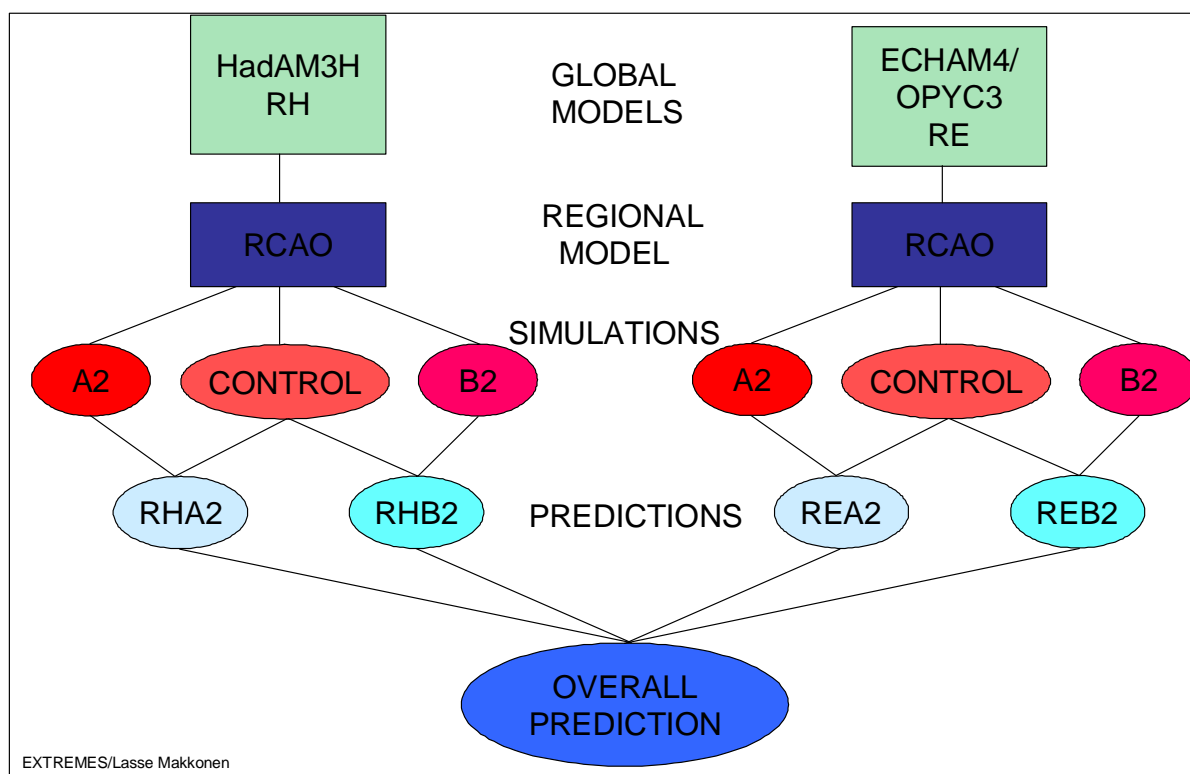 HadAM3H
RH
GLOBAL
MODELS
ECHAM4/
OPYC3
RE
RCAO
REGIONAL
MODEL
RCAO
SIMULATIONS
A2
CONTROL
B2
A2
CONTROL
B2
RHA2
RHB2
PREDICTIONS
REA2
REB2
OVERALL
PREDICTION
EXTREMES/Lasse Makkonen